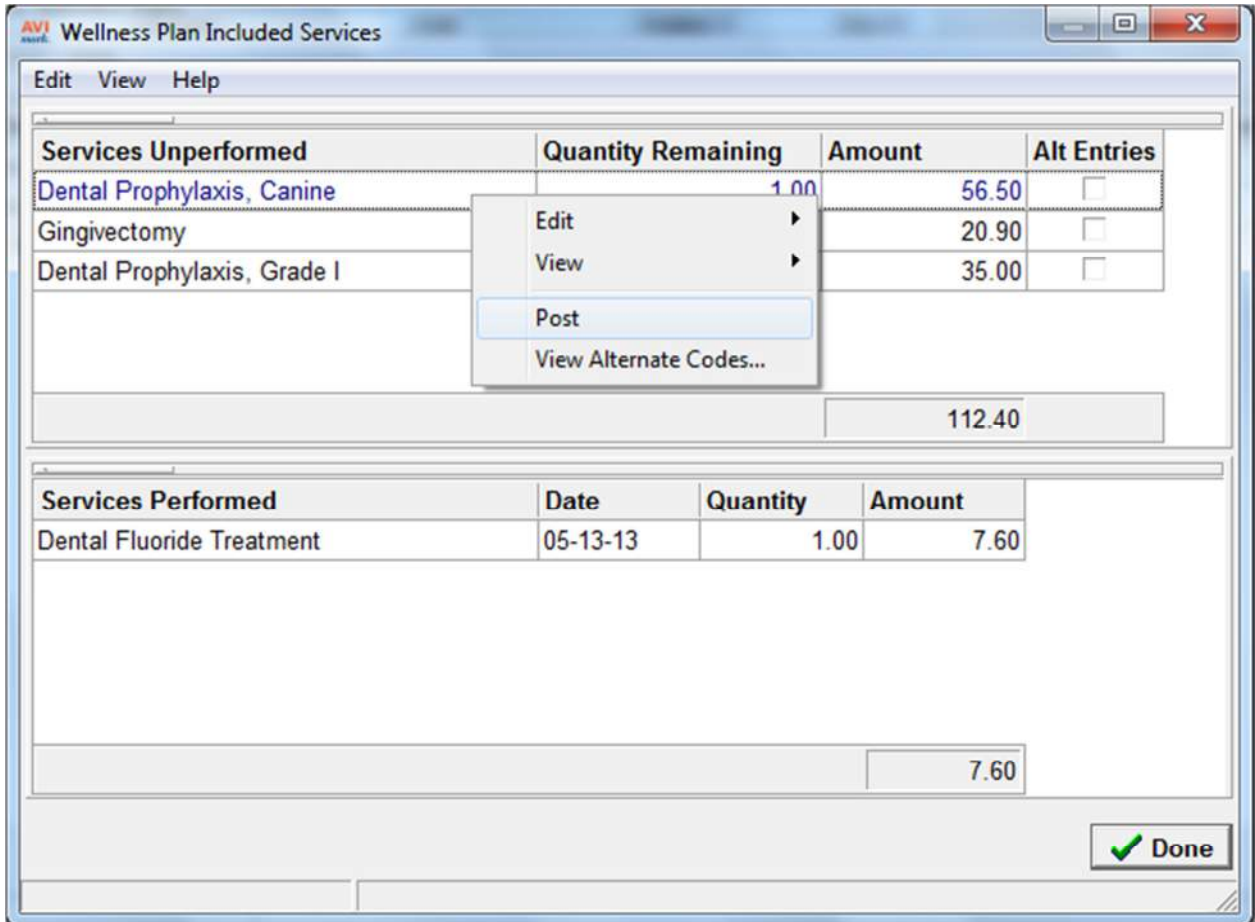 AVI mark Wellness Plan Included Services
Edit View Help
Services Unperformed Quantity Remaining Amount Alt Entries
Dental Prophylaxis, Canine 1.00 56.50
Gingivectomy 20.90
Dental Prophylaxis, Grade I 35.00
Edit
View
Post
View Alternate Codes...
112.40
Services Performed Date Quantity Amount
Dental Fluoride Treatment 05-13-13 1.00 7.60
7.60
Done